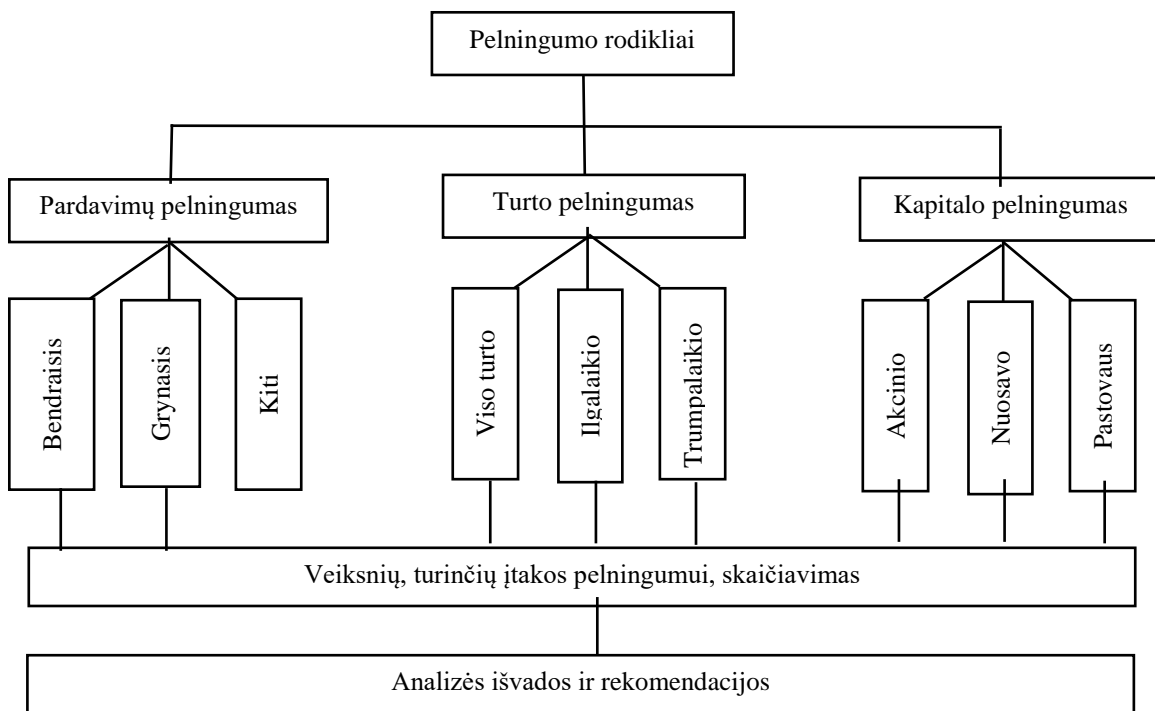 Pelningumo rodikliai
Pardavimų pelningumas
Turto pelningumas
Kapitalo pelningumas
Bendraisis
Grynasis
Kiti
Viso turto
Ilgalaikio
Trumpalaikio
Akcinio
Nuosavo
Pastovaus
Veiksnių, turinčių įtakos pelningumui, skaičiavimas
Analizės išvados ir rekomendacijos